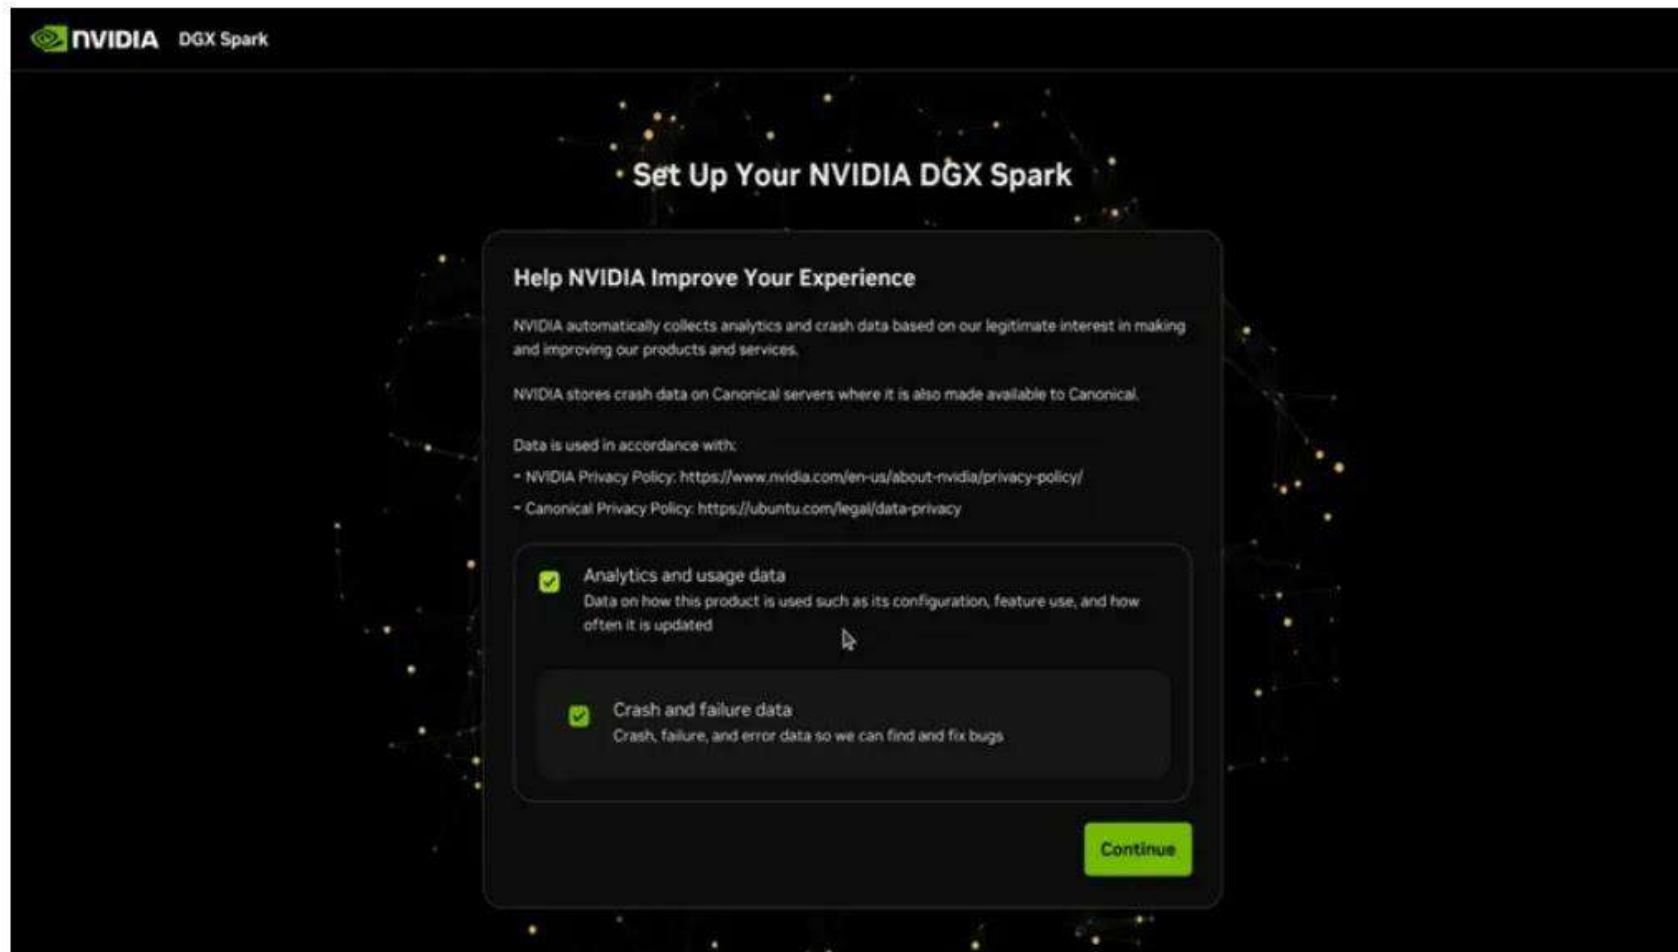 NVIDIA DGX Spark
Set Up Your NVIDIA DGX Spark
Help NVIDIA Improve Your Experience
NVIDIA automatically collects analytics and crash data based on our legitimate interest in making
and improving our products and services.
NVIDIA stores crash data on Canonical servers where it is also made available to Canonical.
Data is used in accordance with:
- NVIDIA Privacy Policy: https://www.nvidia.com/en-us/about-nvidia/privacy-policy/
- Canonical Privacy Policy: https://ubuntu.com/legal/data-privacy
Analytics and usage data
Data on how this product is used such as its configuration, feature use, and how
often it is updated
Crash and failure data
Crash, failure, and error data so we can find and fix bugs
Continue